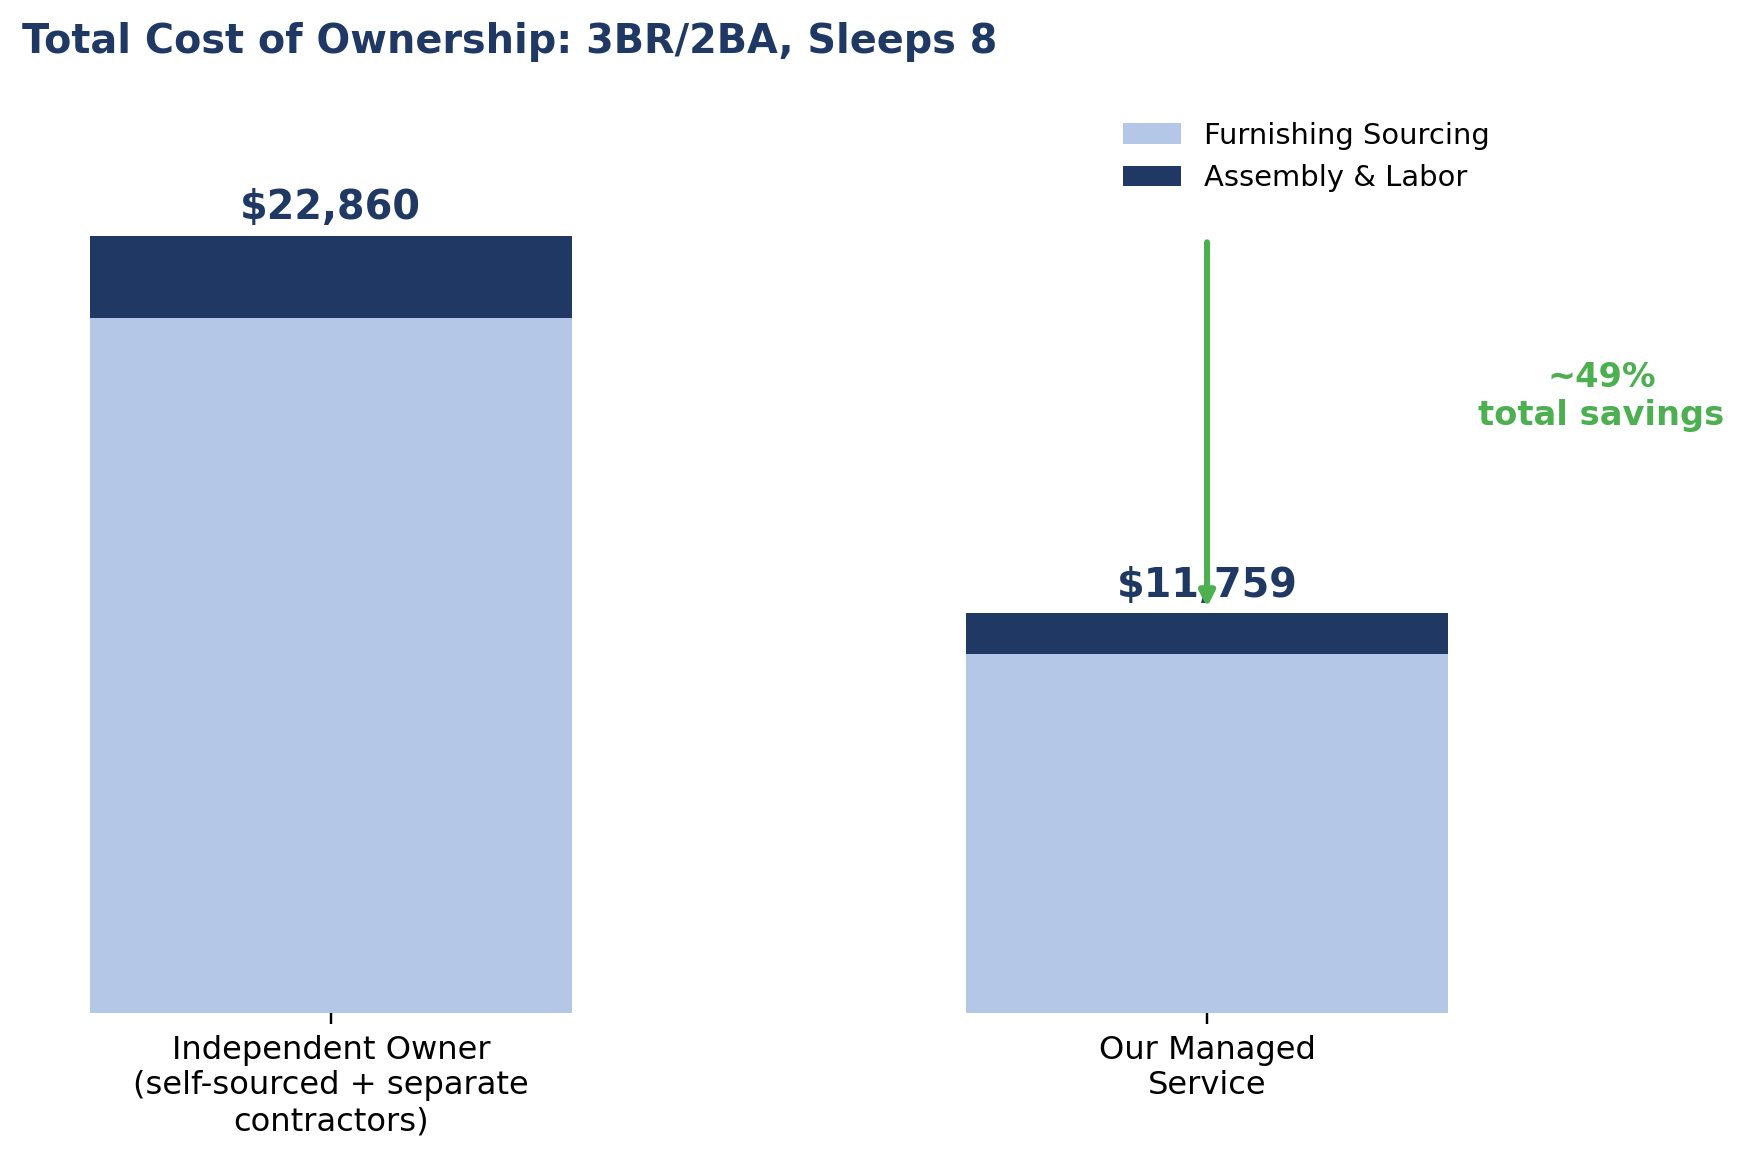 Total Cost of Ownership: 3BR/2BA, Sleeps 8
Furnishing Sourcing
Assembly & Labor
$22,860
~49%
total savings
$11,759
Independent Owner
(self-sourced + separate
contractors)
Our Managed
Service